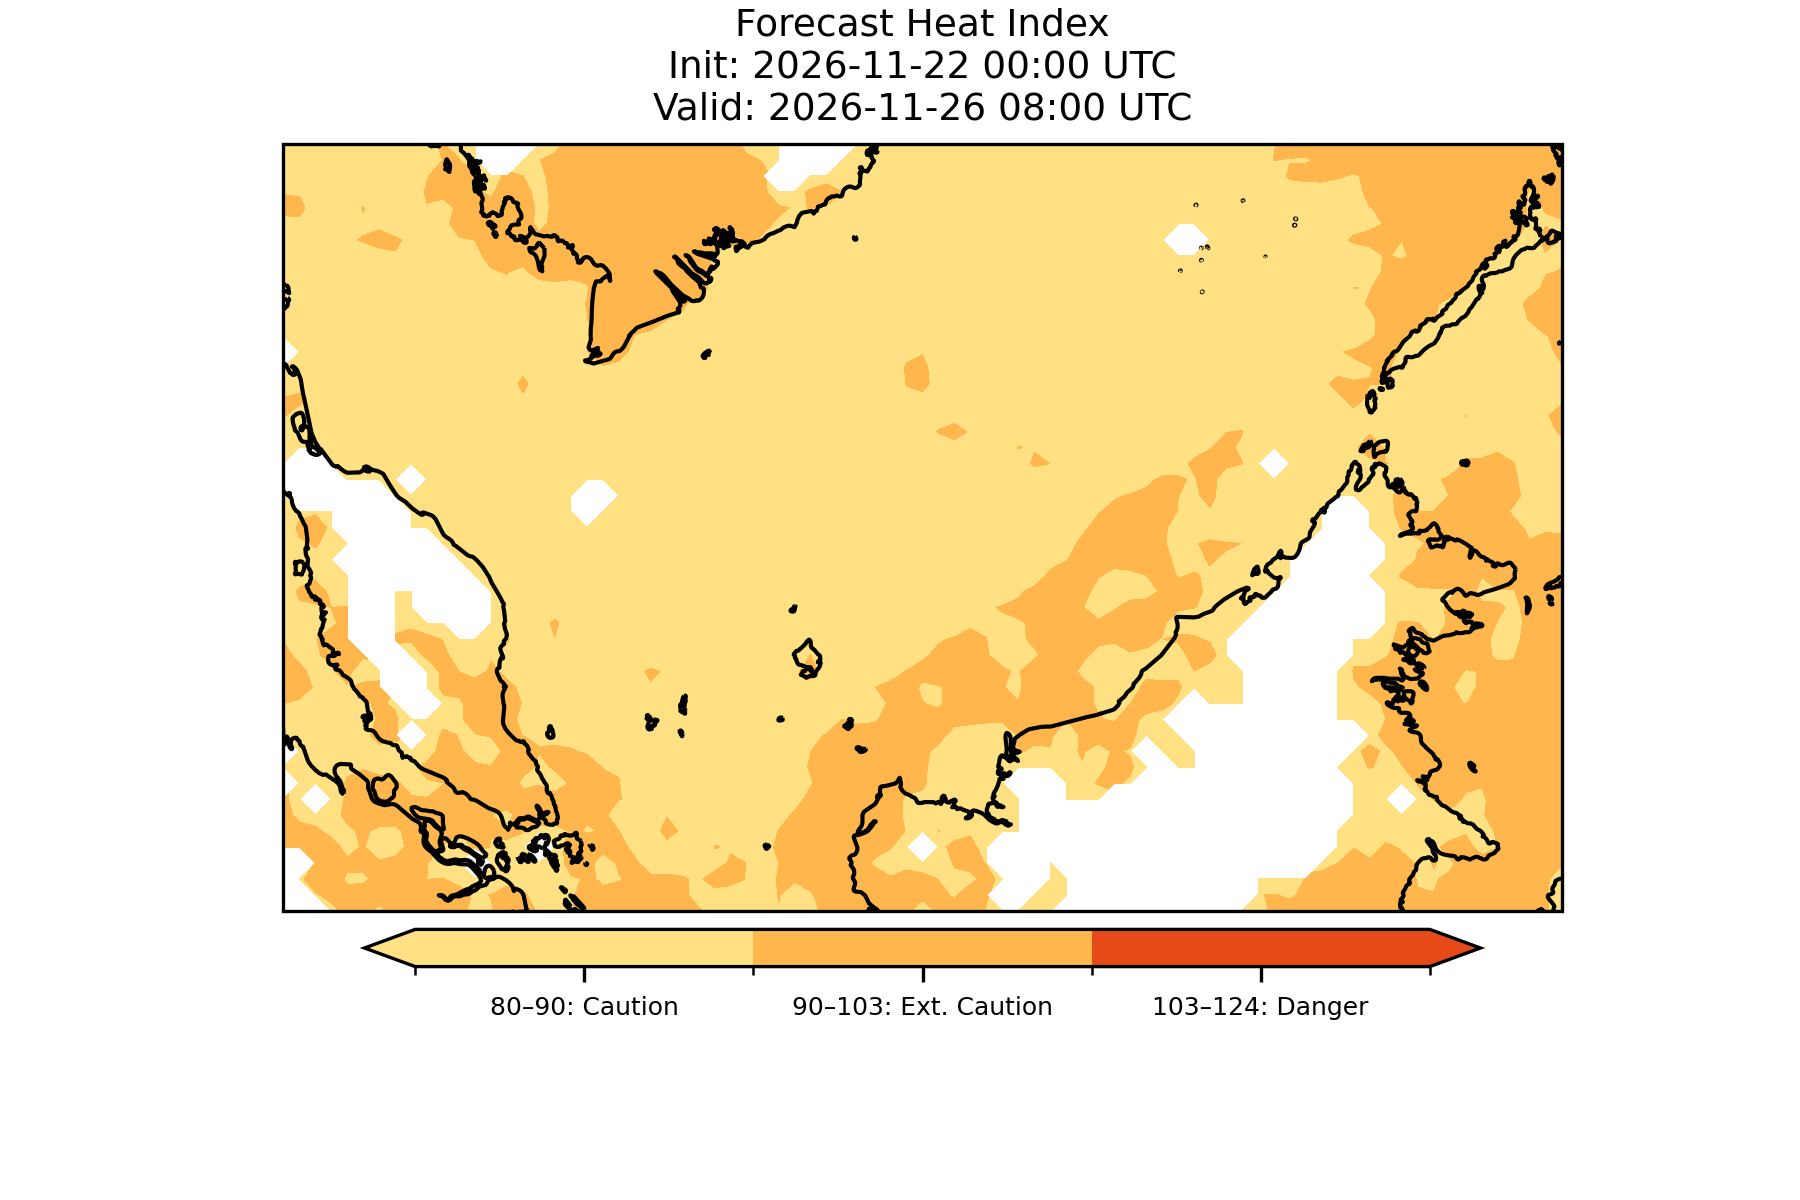 Forecast Heat Index
Init: 2026-11-22 00:00 UTC
Valid: 2026-11-26 08:00 UTC
80–90: Caution
90–103: Ext. Caution
103–124: Danger